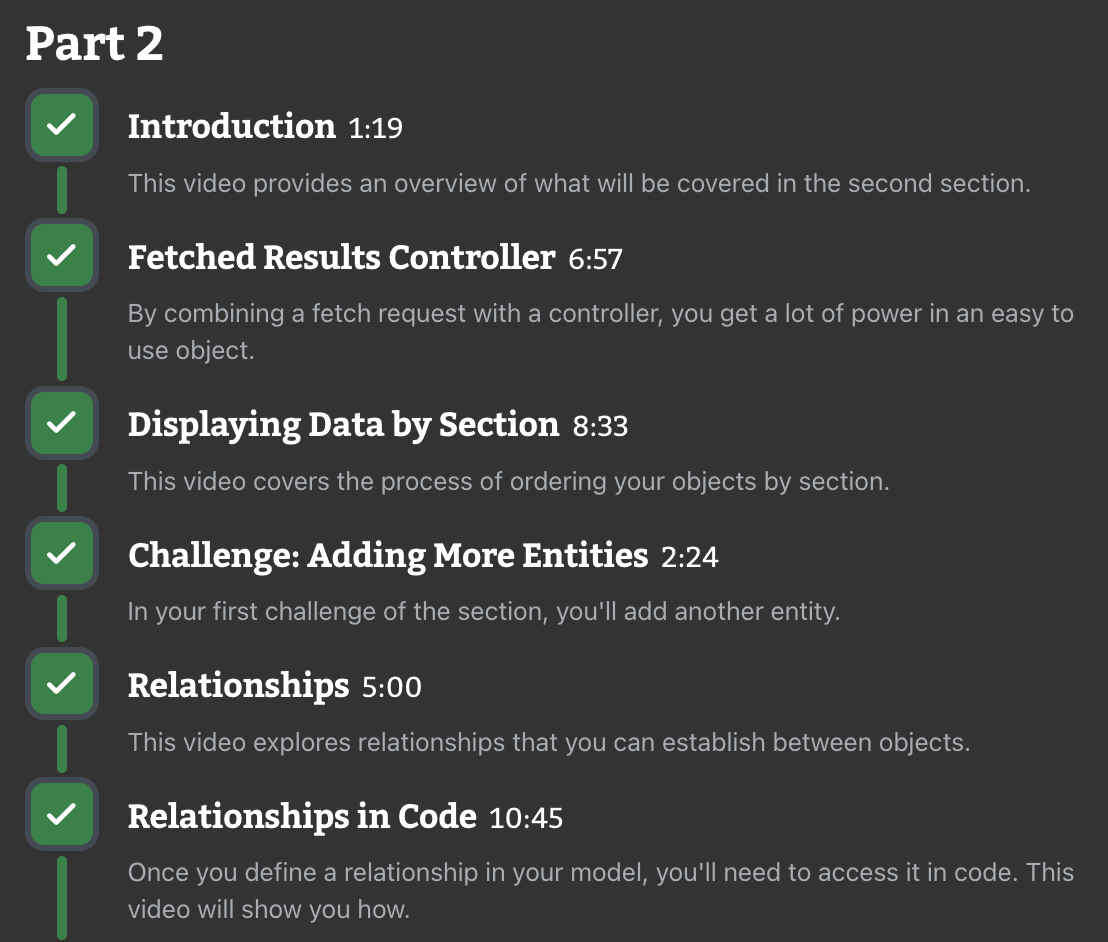 Part 2
Introduction 1:19
This video provides an overview of what will be covered in the second section.
Fetched Results Controller 6:57
By combining a fetch request with a controller, you get a lot of power in an easy to
use object.
Displaying Data by Section 8:33
This video covers the process of ordering your objects by section.
Challenge: Adding More Entities 2:24
In your first challenge of the section, you'll add another entity.
Relationships 5:00
This video explores relationships that you can establish between objects.
Relationships in Code 10:45
Once you define a relationship in your model, you'll need to access it in code. This
video will show you how.